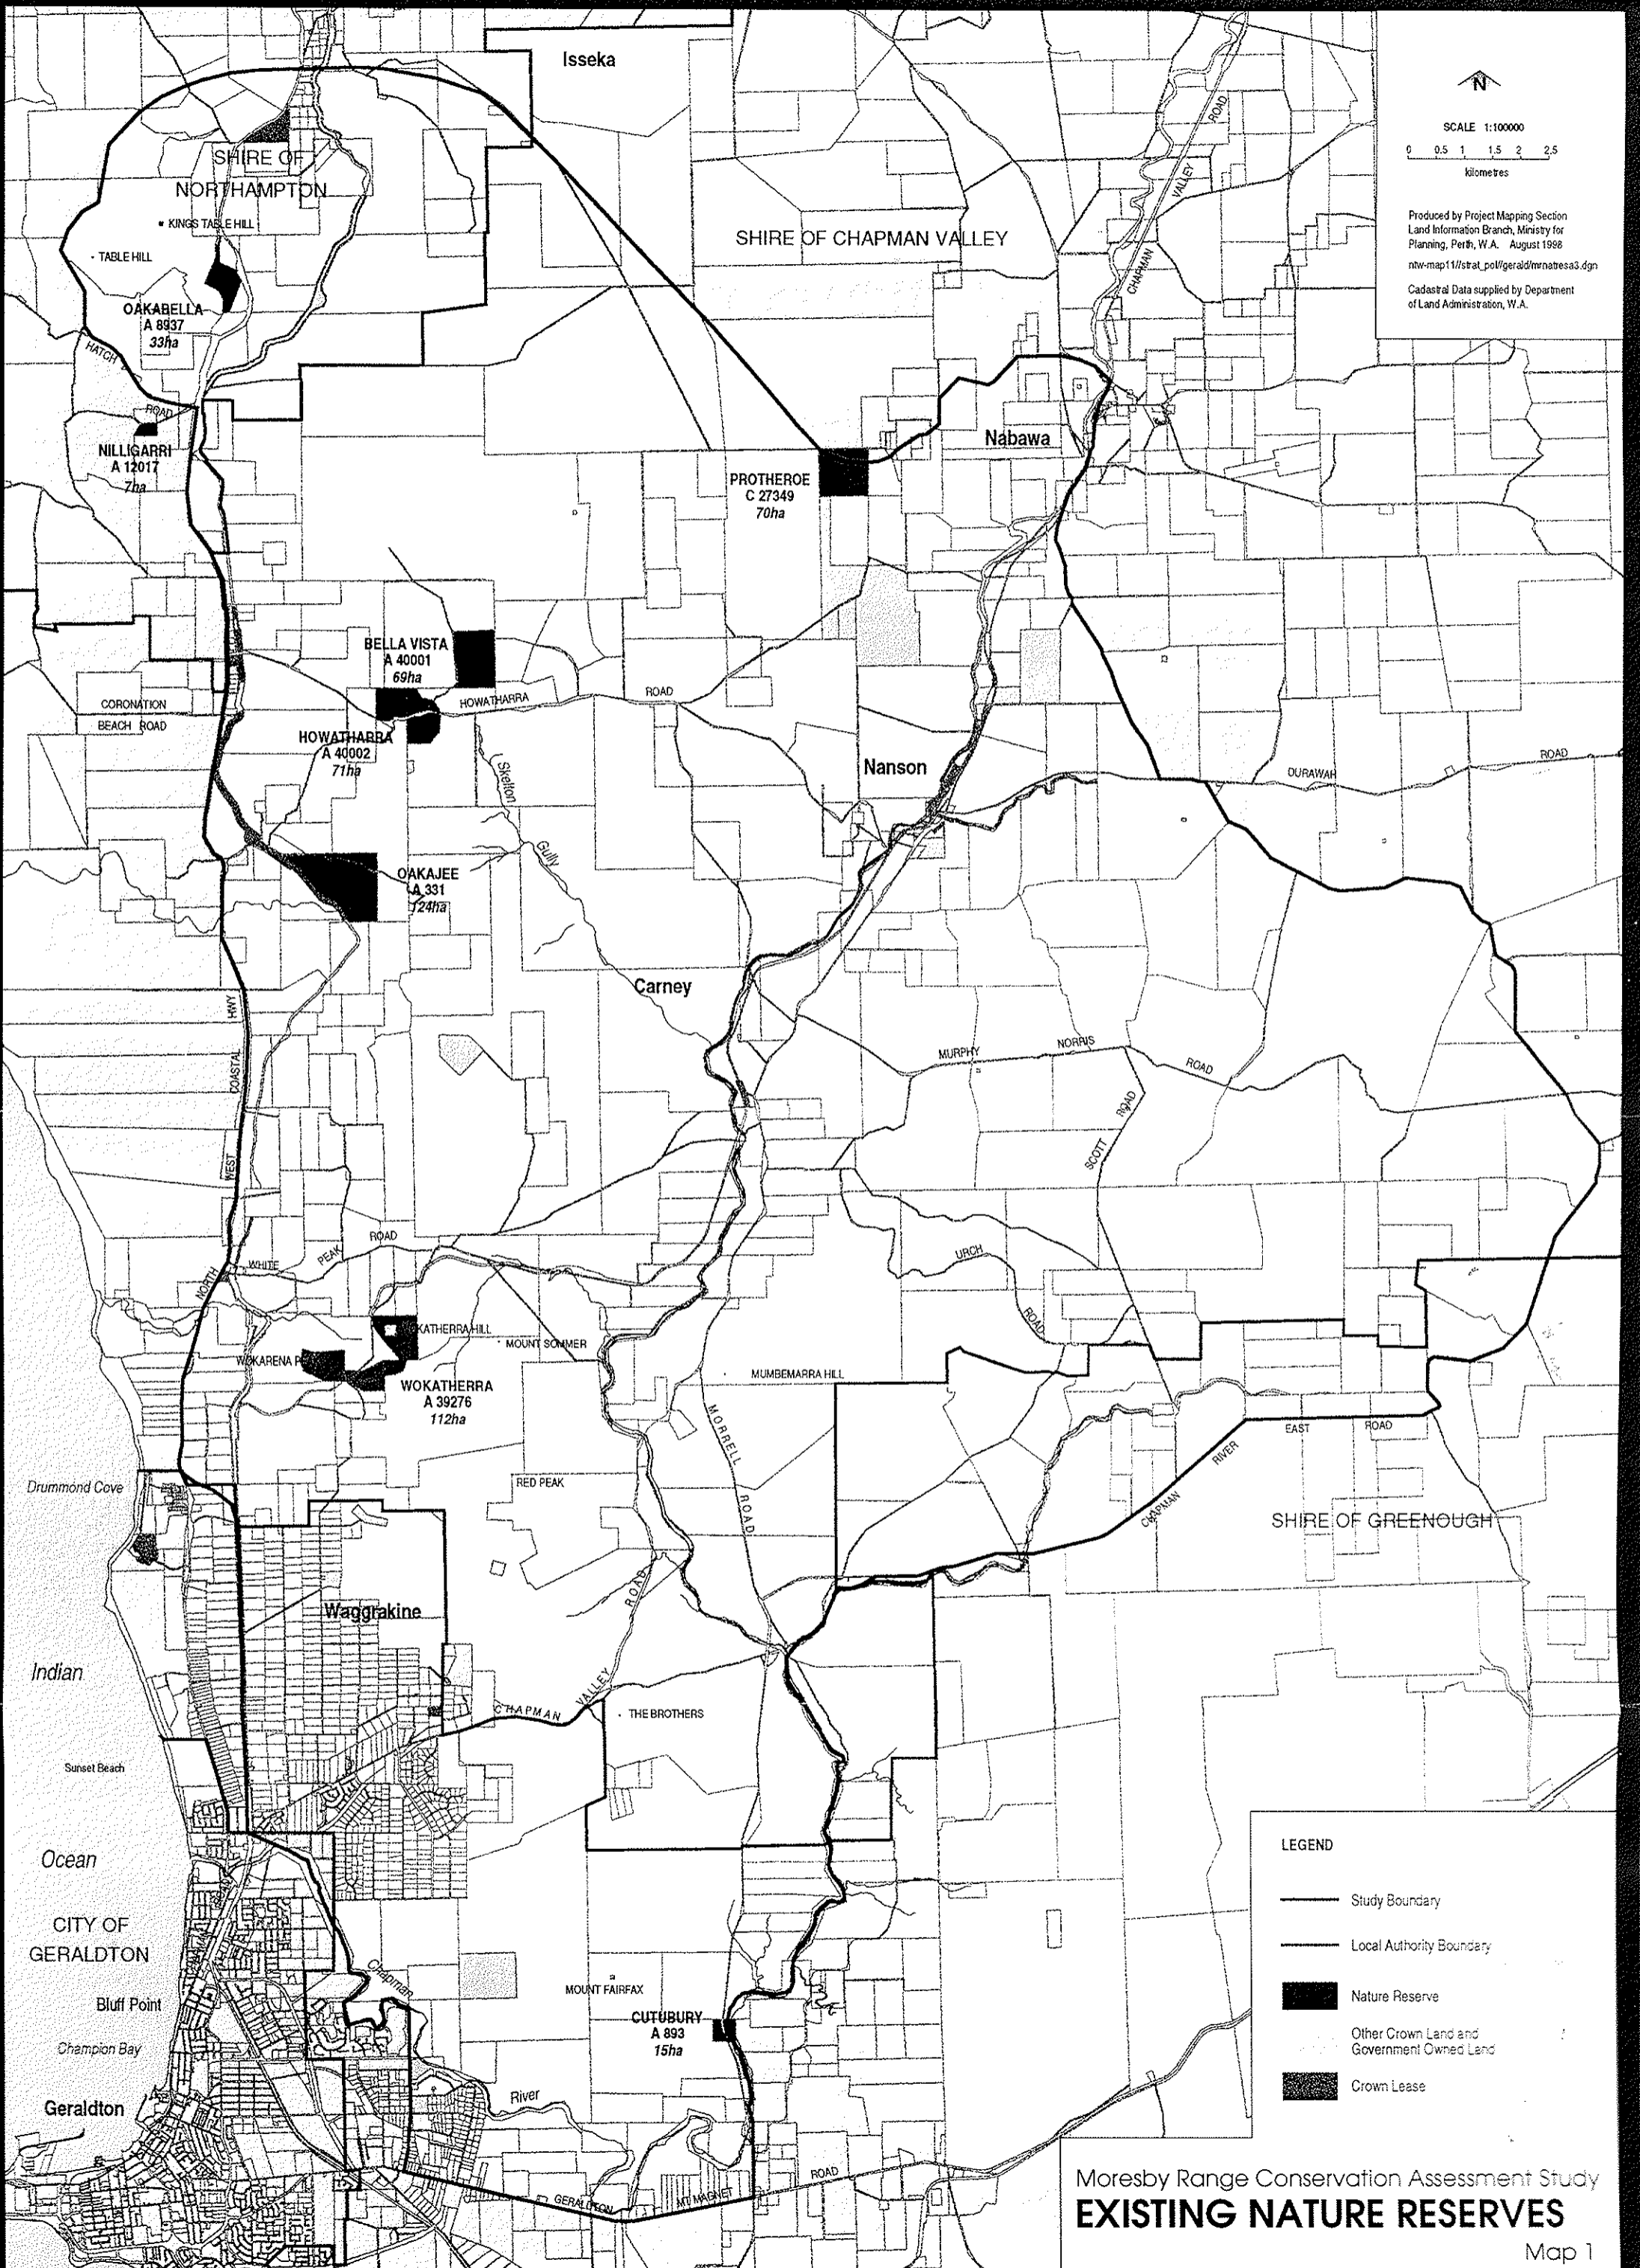 Isseka
N
SCALE 1:100000
0 0.5 1 1.5 2 2.5
kilometres
Produced by Project Mapping Section
Land Information Branch, Ministry for
Planning, Perth, W.A. August 1998
ntw-map11//strat_pol//gerald/mrnatresa3.dgn
Cadastral Data supplied by Department
of Land Administration, W.A.
SHIRE OF
NORTHAMPTON
KINGS TABLE HILL
TABLE HILL
SHIRE OF CHAPMAN VALLEY
CHAPMAN
VALLEY
ROAD
OAKABELLA
A 8937
33ha
HATCH
ROAD
NILLIGARRI
A 12017
7ha
Nabawa
PROTHEROE
C 27349
70ha
BELLA VISTA
A 40001
69ha
CORONATION
BEACH ROAD
HOWATHARRA
ROAD
HOWATHARRA
A 40002
71ha
Skelton
Gully
Nanson
DURAWAH
ROAD
OAKAJEE
A 331
124ha
Carney
NORTH
WEST
COASTAL
HWY
MURPHY
NORRIS
ROAD
SCOTT
ROAD
WHITE
PEAK
ROAD
URCH
ROAD
MOUNT SOMMER
MUMBEMARRA HILL
WOKATHERRA
A 39276
112ha
MORRELL
ROAD
CHAPMAN
RIVER
EAST
ROAD
Drummond Cove
RED PEAK
SHIRE OF GREENOUGH
Waggrakine
Indian
CHAPMAN
VALLEY
ROAD
THE BROTHERS
Sunset Beach
Ocean
CITY OF
GERALDTON
Chapman
Bluff Point
MOUNT FAIRFAX
CUTUBURY
A 893
15ha
Champion Bay
Geraldton
River
GERALDTON
MT MAGNET
ROAD
LEGEND
Study Boundary
Local Authority Boundary
Nature Reserve
Other Crown Land and
Government Owned Land
Crown Lease
Moresby Range Conservation Assessment Study
EXISTING NATURE RESERVES
Map 1